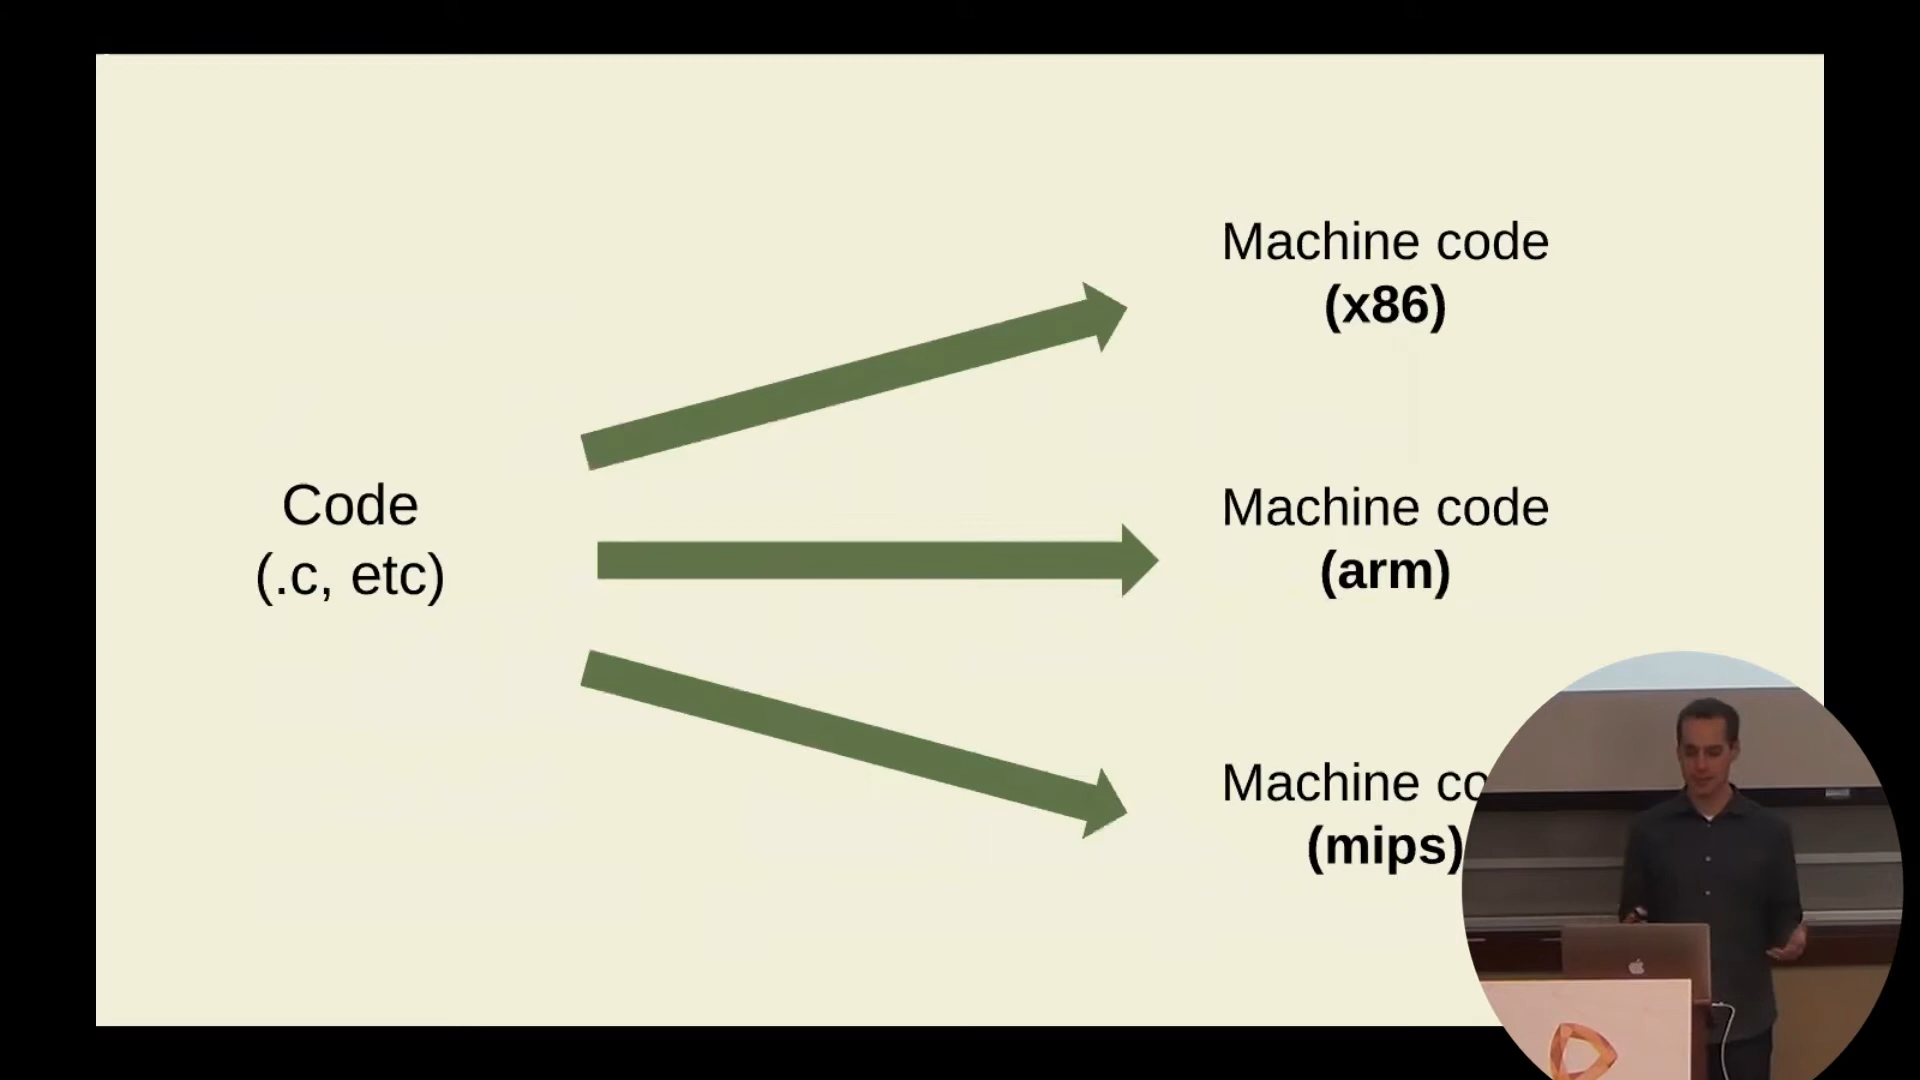 Machine code
(x86)
Code
(.c, etc)
Machine code
(arm)
Machine co
(mips)